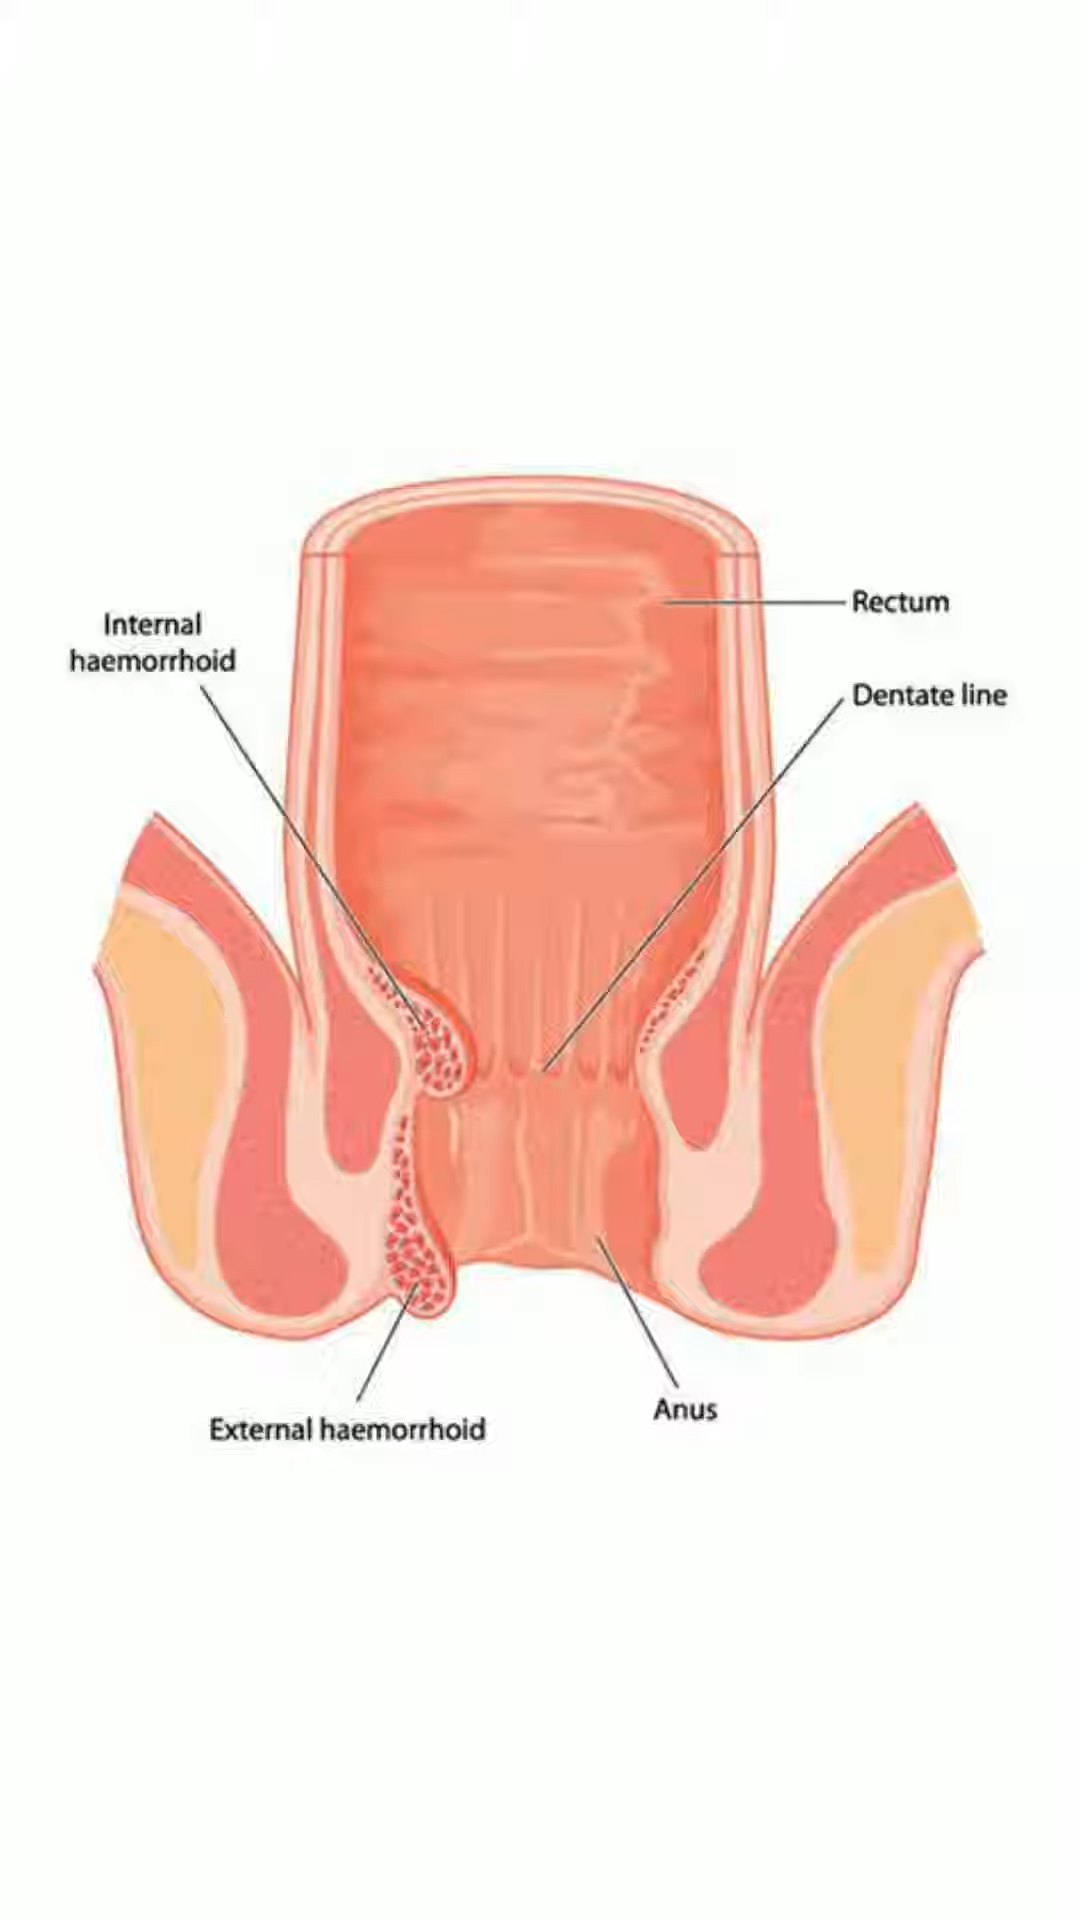 Internal
haemorrhoid
Rectum
Dentate line
External haemorrhoid
Anus